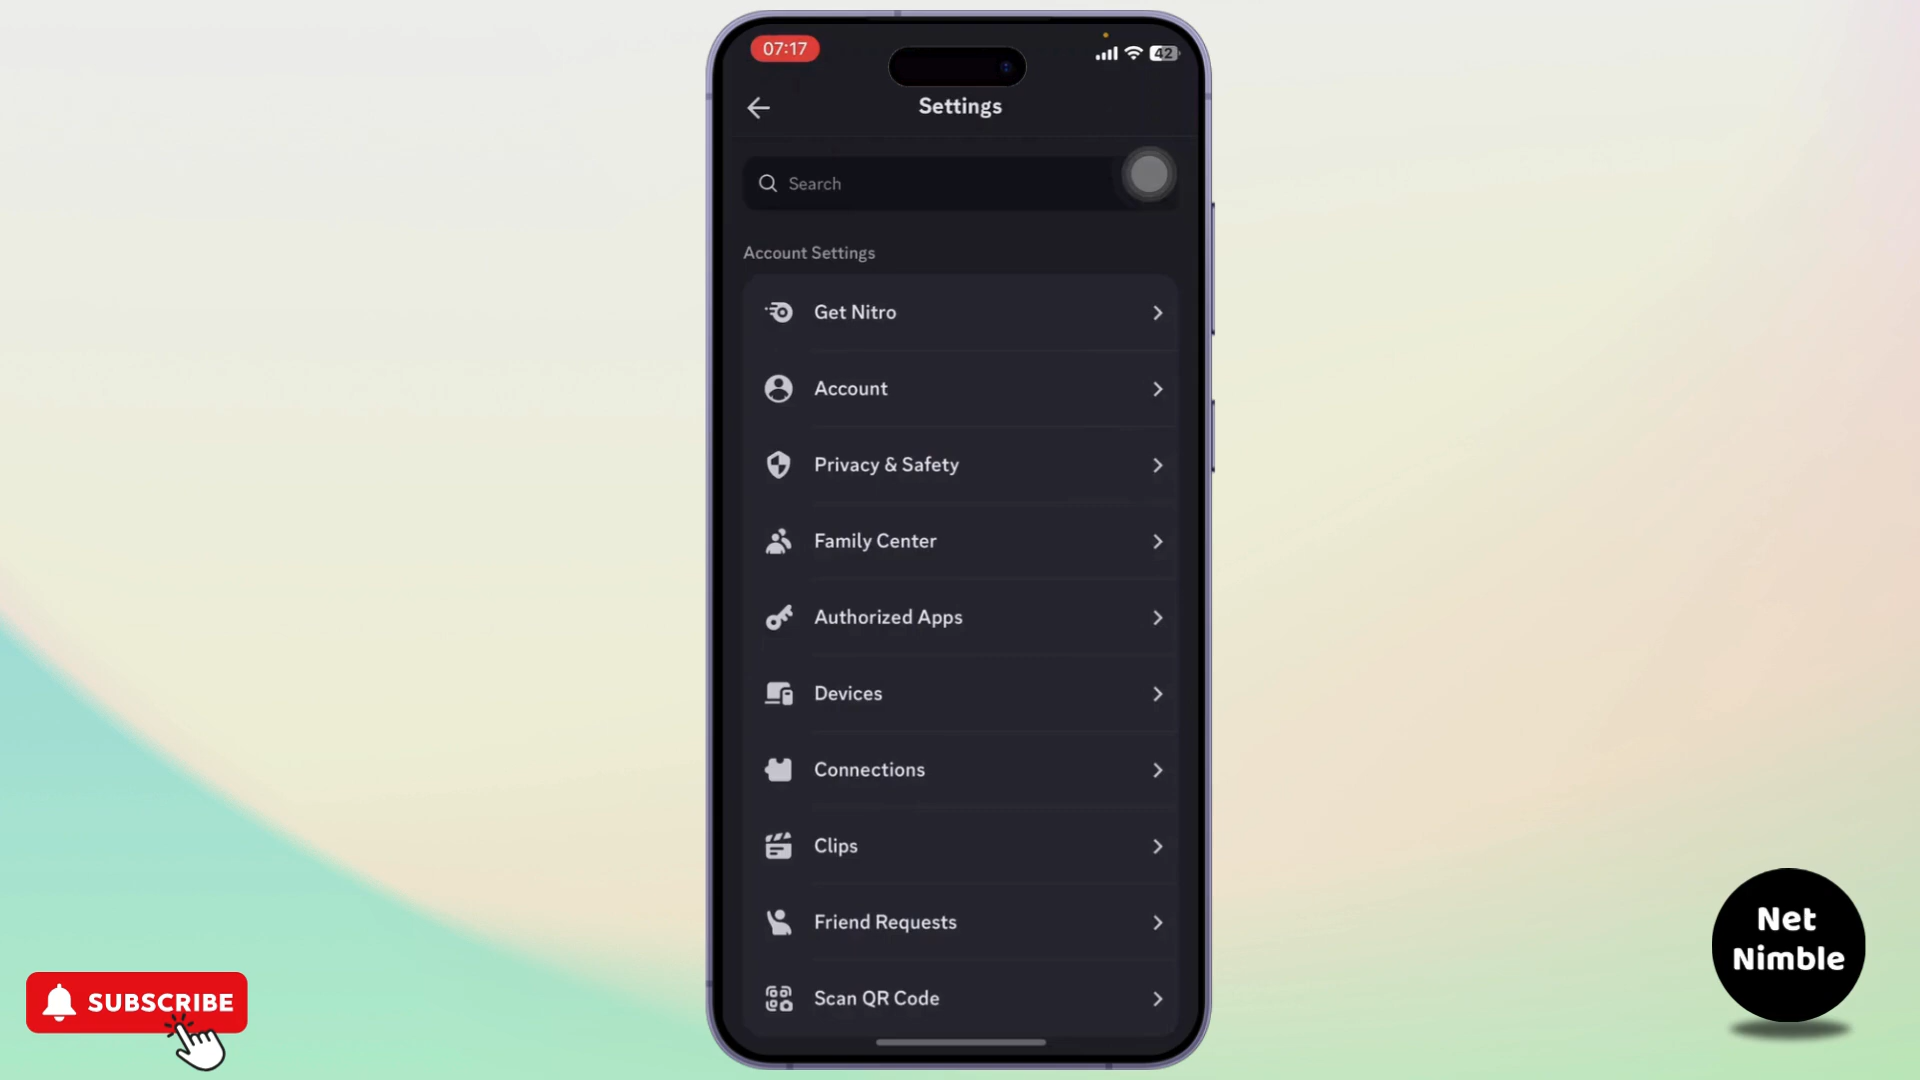 07:17
42
Settings
Search
Account Settings
Get Nitro
Account
Privacy & Safety
Family Center
Authorized Apps
Devices
Connections
Clips
Friend Requests
Scan QR Code
SUBSCRIBE
Net
Nimble